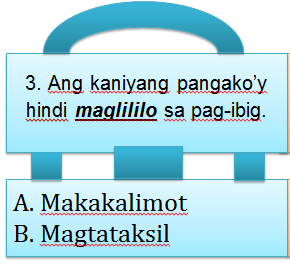 3. Ang kaniyang pangako'y
hindi maglililo sa pag-ibig.
A. Makakalimot
B. Magtataksil